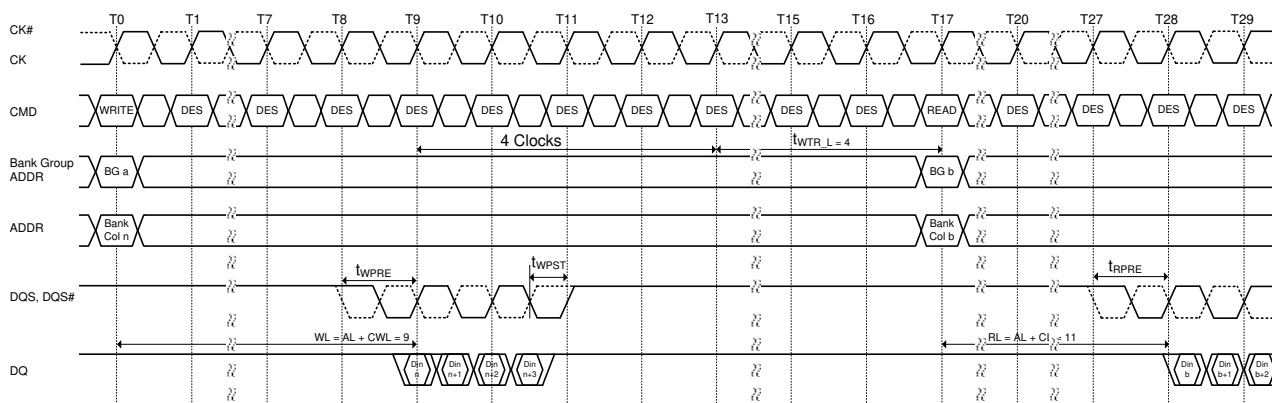 T0 T1 T7 T8 T9 T10 T11 T12 T13 T15 T16 T17 T20 T27 T28 T29
CK#
CK
CMD WRITE DES DES DES DES DES DES DES DES DES DES READ DES DES DES DES
4 Clocks tWTR_L = 4
Bank Group
ADDR
BG a BG b
ADDR
Bank
Col n
Bank
Col b
tWPRE tWPST tRPRE
DQS, DQS#
WL = AL + CWL = 9 RL = AL + CL = 11
DQ
Din
n
Din
n+1
Din
n+2
Din
n+3
Din
b
Din
b+1
Din
b+2